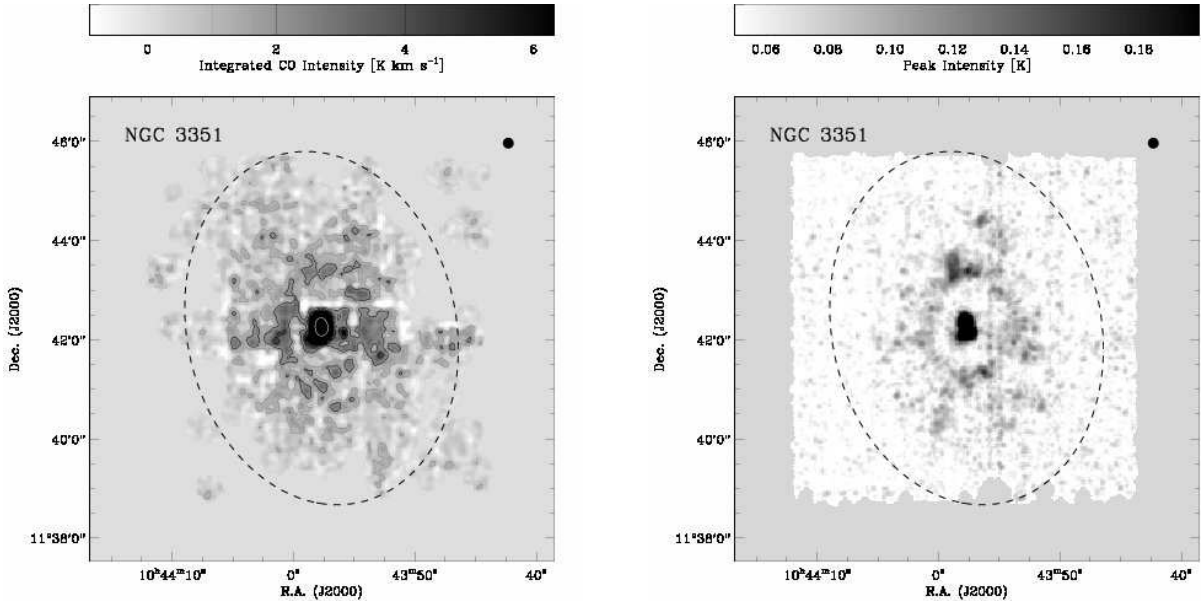 0 2 4 6
Integrated CO Intensity [K km s⁻¹]
NGC 3351
46'0"
44'0"
42'0"
40'0"
11°38'0"
Dec. (J2000)
10ʰ44ᵐ10ˢ 0ˢ 43ᵐ50ˢ 40ˢ
R.A. (J2000)
0.06 0.08 0.10 0.12 0.14 0.16 0.18
Peak Intensity [K]
NGC 3351
46'0"
44'0"
42'0"
40'0"
11°38'0"
Dec. (J2000)
10ʰ44ᵐ10ˢ 0ˢ 43ᵐ50ˢ 40ˢ
R.A. (J2000)